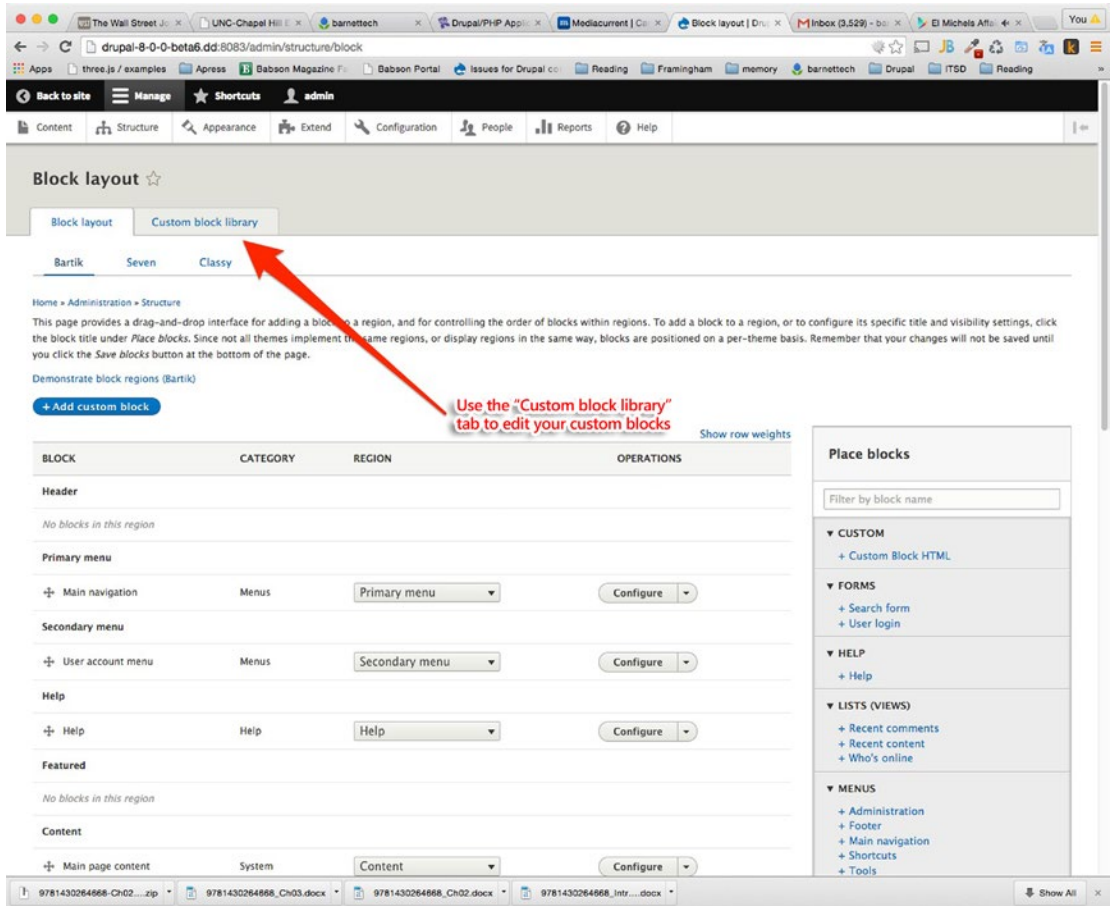 The Wall Street Jo
UNC-Chapel Hill E
barnettech
Drupal/PHP Applic
Mediacurrent | Ca
Block layout | Dru
Inbox (3,529) - ba
El Michels Affai
You
drupal-8-0-0-beta6.dd:8083/admin/structure/block
Apps three.js / examples Apress Babson Magazine Fa Babson Portal Issues for Drupal co Reading Framingham memory barnettech Drupal ITSD Reading »
Back to site Manage Shortcuts admin
Content Structure Appearance Extend Configuration People Reports Help
Block layout
Block layout Custom block library
Bartik Seven Classy
Home » Administration » Structure
This page provides a drag-and-drop interface for adding a block to a region, and for controlling the order of blocks within regions. To add a block to a region, or to configure its specific title and visibility settings, click
the block title under Place blocks. Since not all themes implement the same regions, or display regions in the same way, blocks are positioned on a per-theme basis. Remember that your changes will not be saved until
you click the Save blocks button at the bottom of the page.
Demonstrate block regions (Bartik)
+ Add custom block
Use the "Custom block library"
tab to edit your custom blocks
Show row weights
BLOCK CATEGORY REGION OPERATIONS
Header
No blocks in this region
Primary menu
Main navigation Menus Primary menu Configure
Secondary menu
User account menu Menus Secondary menu Configure
Help
Help Help Help Configure
Featured
No blocks in this region
Content
Main page content System Content Configure
Place blocks
Filter by block name
CUSTOM
+ Custom Block HTML
FORMS
+ Search form
+ User login
HELP
+ Help
LISTS (VIEWS)
+ Recent comments
+ Recent content
+ Who's online
MENUS
+ Administration
+ Footer
+ Main navigation
+ Shortcuts
+ Tools
9781430264668-Ch02....zip 9781430264668_Ch03.docx 9781430264668_Ch02.docx 9781430264668_Intr....docx Show All